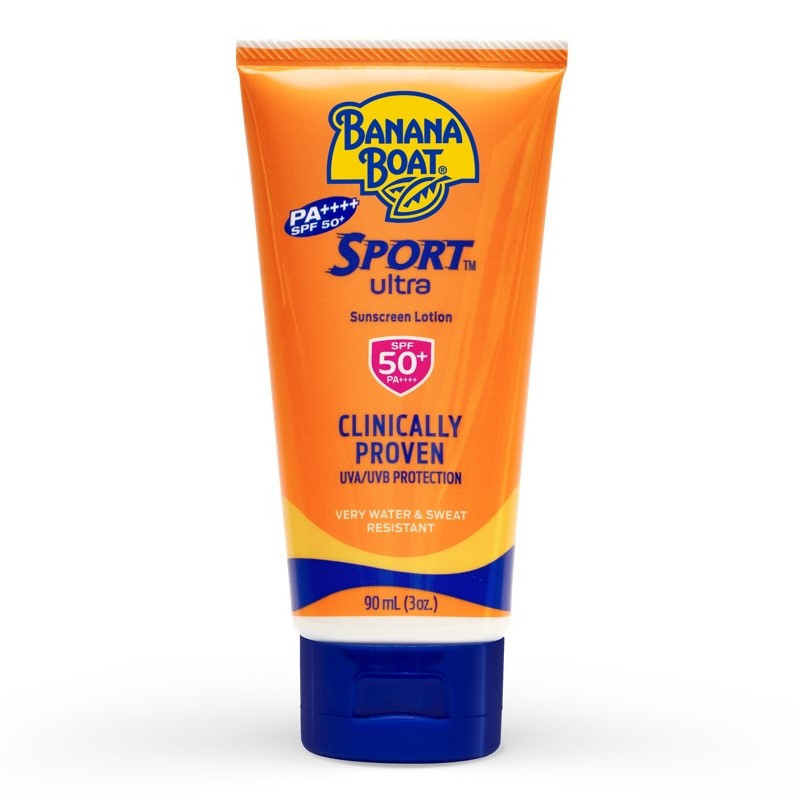 BANANA
BOAT®
PA++++
SPF 50+
SPORT™
ultra
Sunscreen Lotion
SPF
50+
PA++++
CLINICALLY
PROVEN
UVA/UVB PROTECTION
VERY WATER & SWEAT
RESISTANT
90 mL (3oz.)